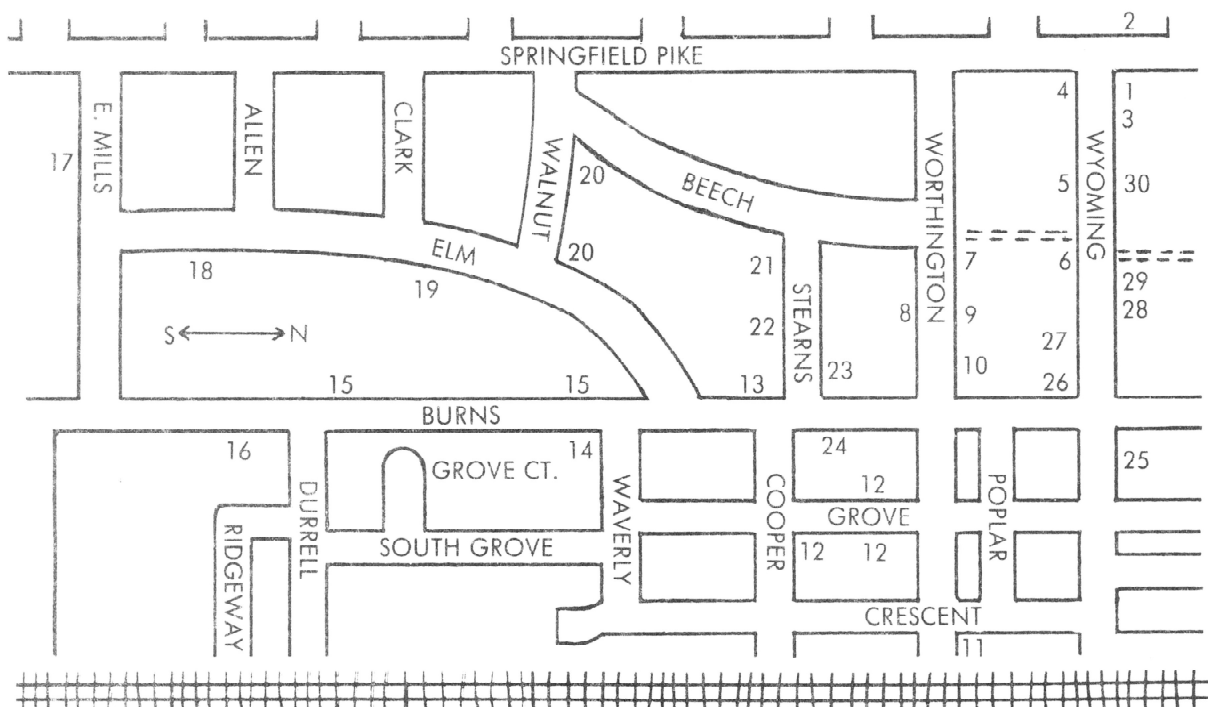 2
SPRINGFIELD PIKE
E. MILLS
ALLEN
CLARK
WALNUT
BEECH
WORTHINGTON
WYOMING
4
1
3
17
20
5
30
ELM
20
21
7
6
18
19
29
28
STEARNS
S N
22
8
9
27
10
26
15
15
13
23
BURNS
16
14
24
25
GROVE CT.
12
DURRELL
WAVERLY
COOPER
GROVE
POPLAR
SOUTH GROVE
12
12
RIDGEWAY
CRESCENT
11